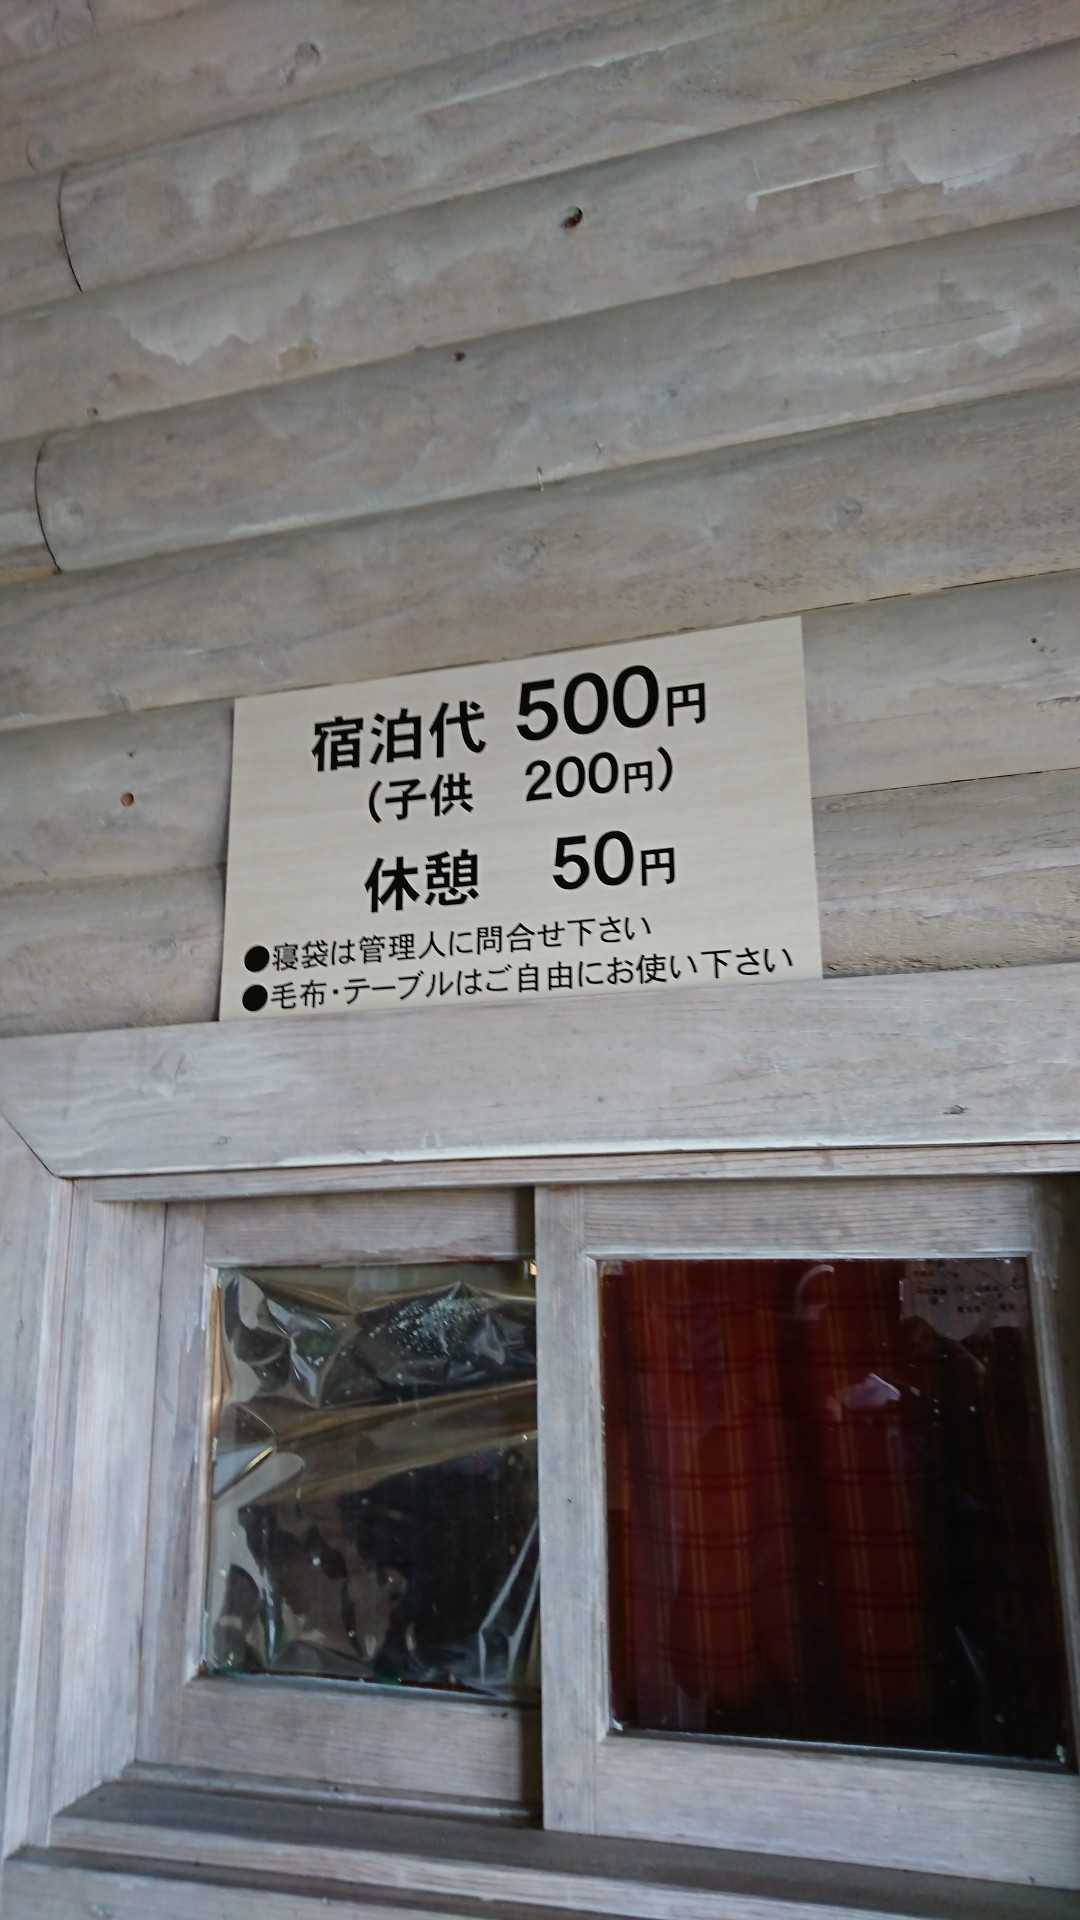 宿泊代 500円
(子供 200円)
休憩 50円
●寝袋は管理人に問合せ下さい
●毛布・テーブルはご自由にお使い下さい